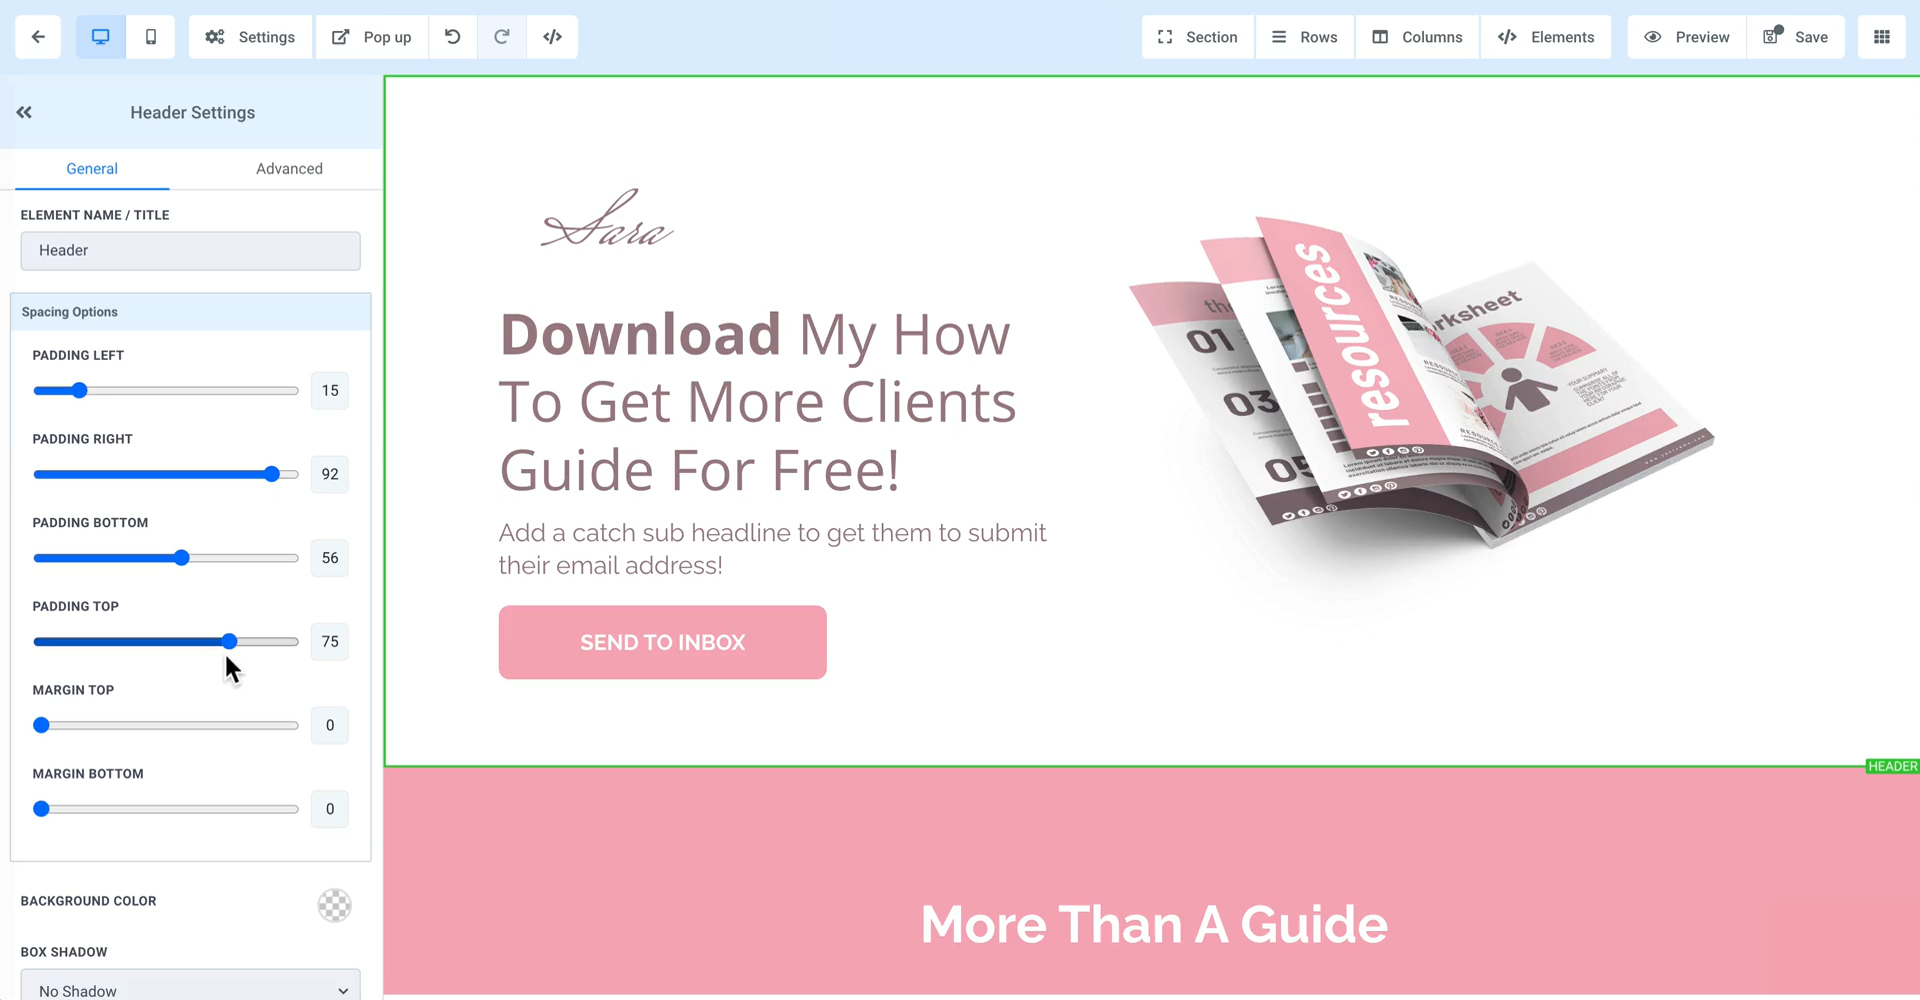 Settings
Pop up
Section
Rows
Columns
Elements
Preview
Save
Header Settings
General
Advanced
ELEMENT NAME / TITLE
Header
Spacing Options
PADDING LEFT
15
PADDING RIGHT
92
PADDING BOTTOM
56
PADDING TOP
75
MARGIN TOP
0
MARGIN BOTTOM
0
BACKGROUND COLOR
BOX SHADOW
No Shadow
Sara
Download My How
To Get More Clients
Guide For Free!
Add a catch sub headline to get them to submit
their email address!
SEND TO INBOX
resources
01
03
05
HEADER
More Than A Guide